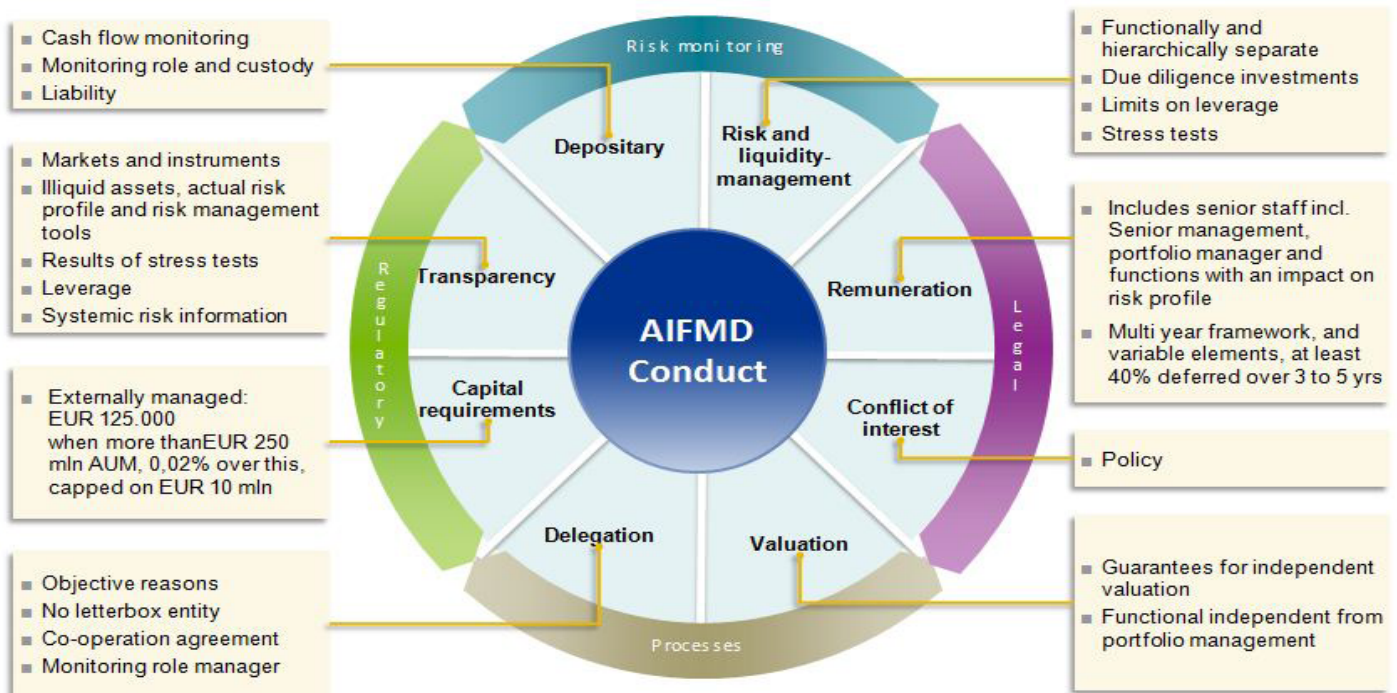 Cash flow monitoring
Monitoring role and custody
Liability
Markets and instruments
Illiquid assets, actual risk
profile and risk management
tools
Results of stress tests
Leverage
Systemic risk information
Externally managed:
EUR 125.000
when more thanEUR 250
mln AUM, 0,02% over this,
capped on EUR 10 mln
Objective reasons
No letterbox entity
Co-operation agreement
Monitoring role manager
Risk monitoring
Depositary
Risk and
liquidity-
management
Regulatory
Transparency
Remuneration
Legal
AIFMD
Conduct
Capital
requirements
Conflict of
interest
Delegation
Valuation
Processes
Functionally and
hierarchically separate
Due diligence investments
Limits on leverage
Stress tests
Includes senior staff incl.
Senior management,
portfolio manager and
functions with an impact on
risk profile
Multi year framework, and
variable elements, at least
40% deferred over 3 to 5 yrs
Policy
Guarantees for independent
valuation
Functional independent from
portfolio management